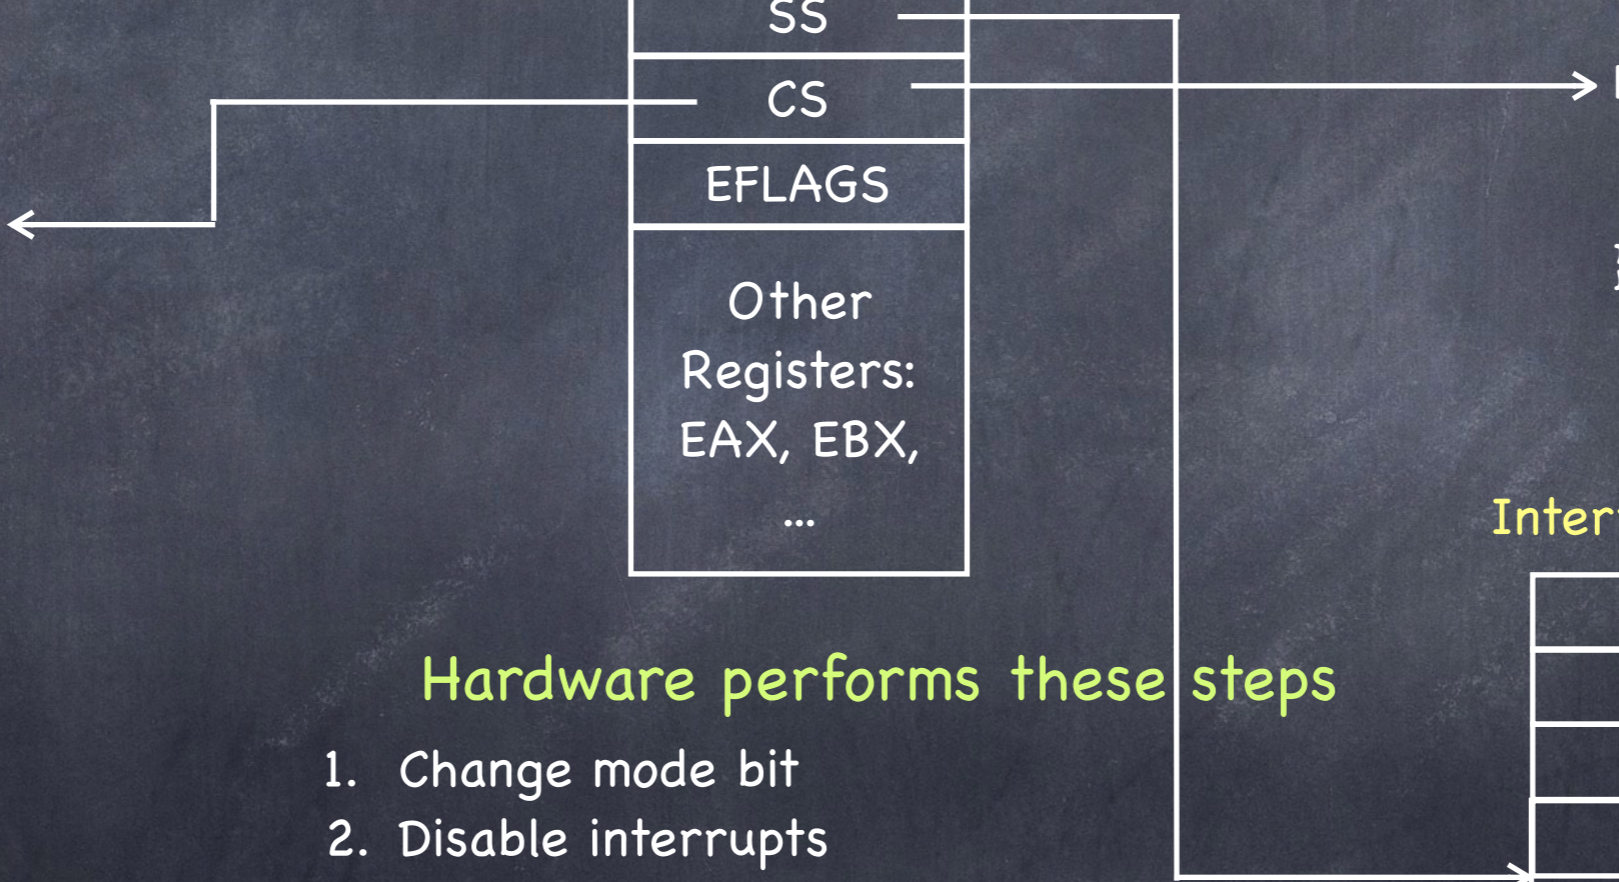 SS
CS
EFLAGS
Other
Registers:
EAX, EBX,
...
Hardware performs these steps
1. Change mode bit
2. Disable interrupts